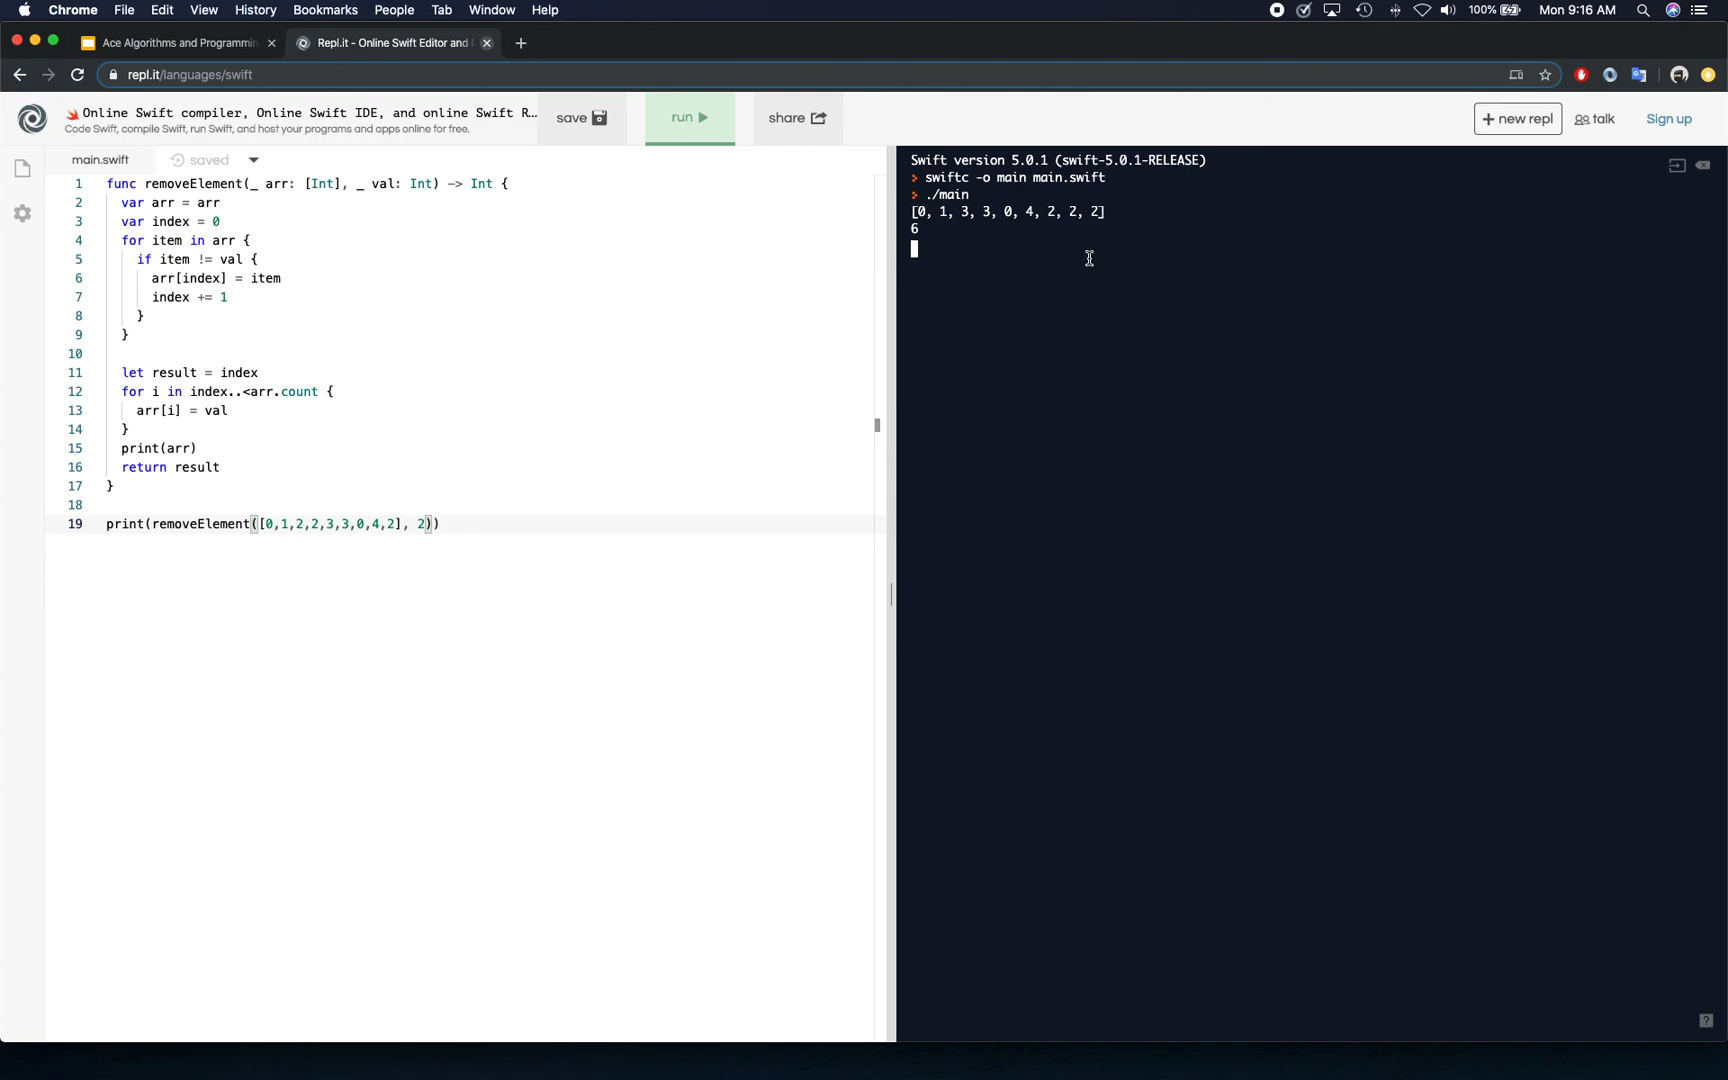 Chrome File Edit View History Bookmarks People Tab Window Help 100% Mon 9:16 AM
Ace Algorithms and Programmin Repl.it - Online Swift Editor and
repl.it/languages/swift
Online Swift compiler, Online Swift IDE, and online Swift R...
Code Swift, compile Swift, run Swift, and host your programs and apps online for free.
save run share + new repl talk Sign up
main.swift saved
1 func removeElement(_ arr: [Int], _ val: Int) -> Int {
2 var arr = arr
3 var index = 0
4 for item in arr {
5 if item != val {
6 arr[index] = item
7 index += 1
8 }
9 }
10
11 let result = index
12 for i in index..<arr.count {
13 arr[i] = val
14 }
15 print(arr)
16 return result
17 }
18
19 print(removeElement([0,1,2,2,3,3,0,4,2], 2))
Swift version 5.0.1 (swift-5.0.1-RELEASE)
> swiftc -o main main.swift
> ./main
[0, 1, 3, 3, 0, 4, 2, 2, 2]
6
?